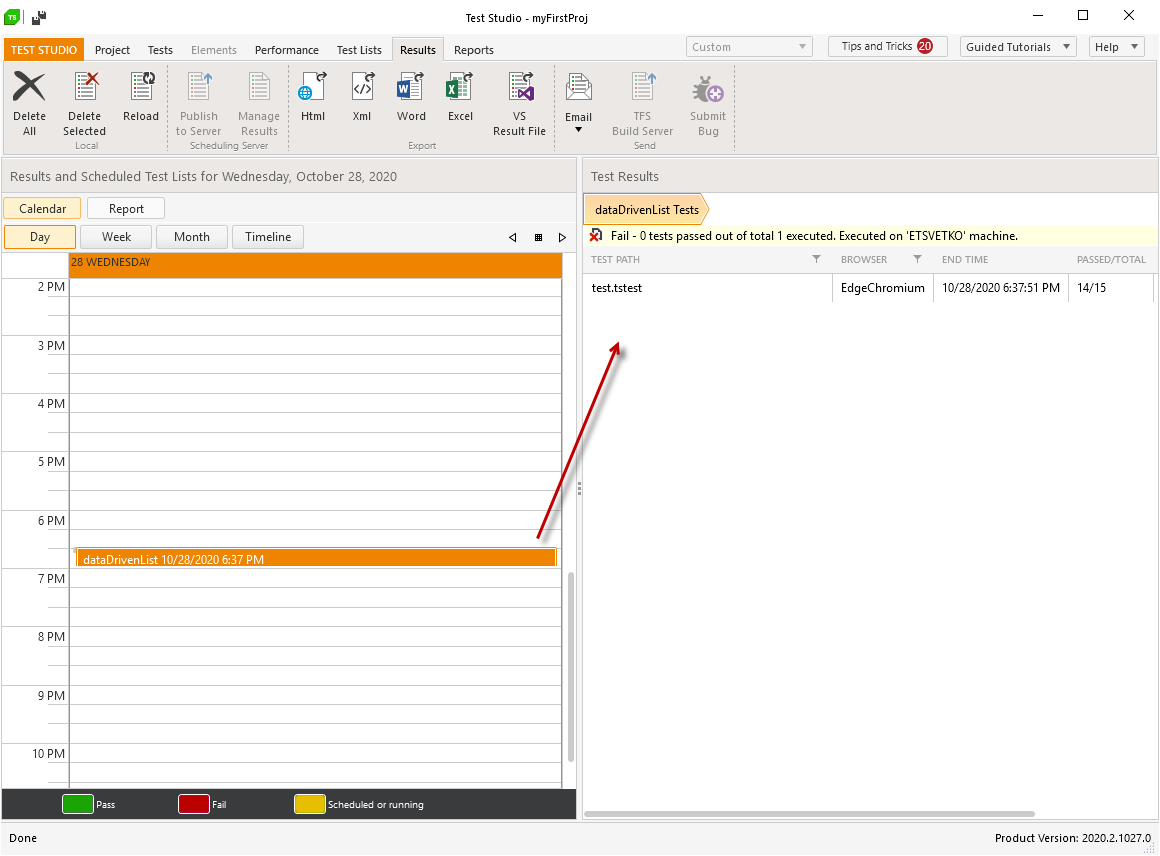 TS
Test Studio - myFirstProj
TEST STUDIO Project Tests Elements Performance Test Lists Results Reports
Custom Tips and Tricks 20 Guided Tutorials Help
Delete All
Delete Selected
Reload
Local
Publish to Server
Manage Results
Scheduling Server
Html
Xml
Word
Excel
VS Result File
Export
Email
TFS Build Server
Submit Bug
Send
Results and Scheduled Test Lists for Wednesday, October 28, 2020
Calendar Report
Day Week Month Timeline
28 WEDNESDAY
2 PM
3 PM
4 PM
5 PM
6 PM
dataDrivenList 10/28/2020 6:37 PM
7 PM
8 PM
9 PM
10 PM
Pass Fail Scheduled or running
Test Results
dataDrivenList Tests
Fail - 0 tests passed out of total 1 executed. Executed on 'ETSVETKO' machine.
TEST PATH BROWSER END TIME PASSED/TOTAL
test.tstest EdgeChromium 10/28/2020 6:37:51 PM 14/15
Done
Product Version: 2020.2.1027.0